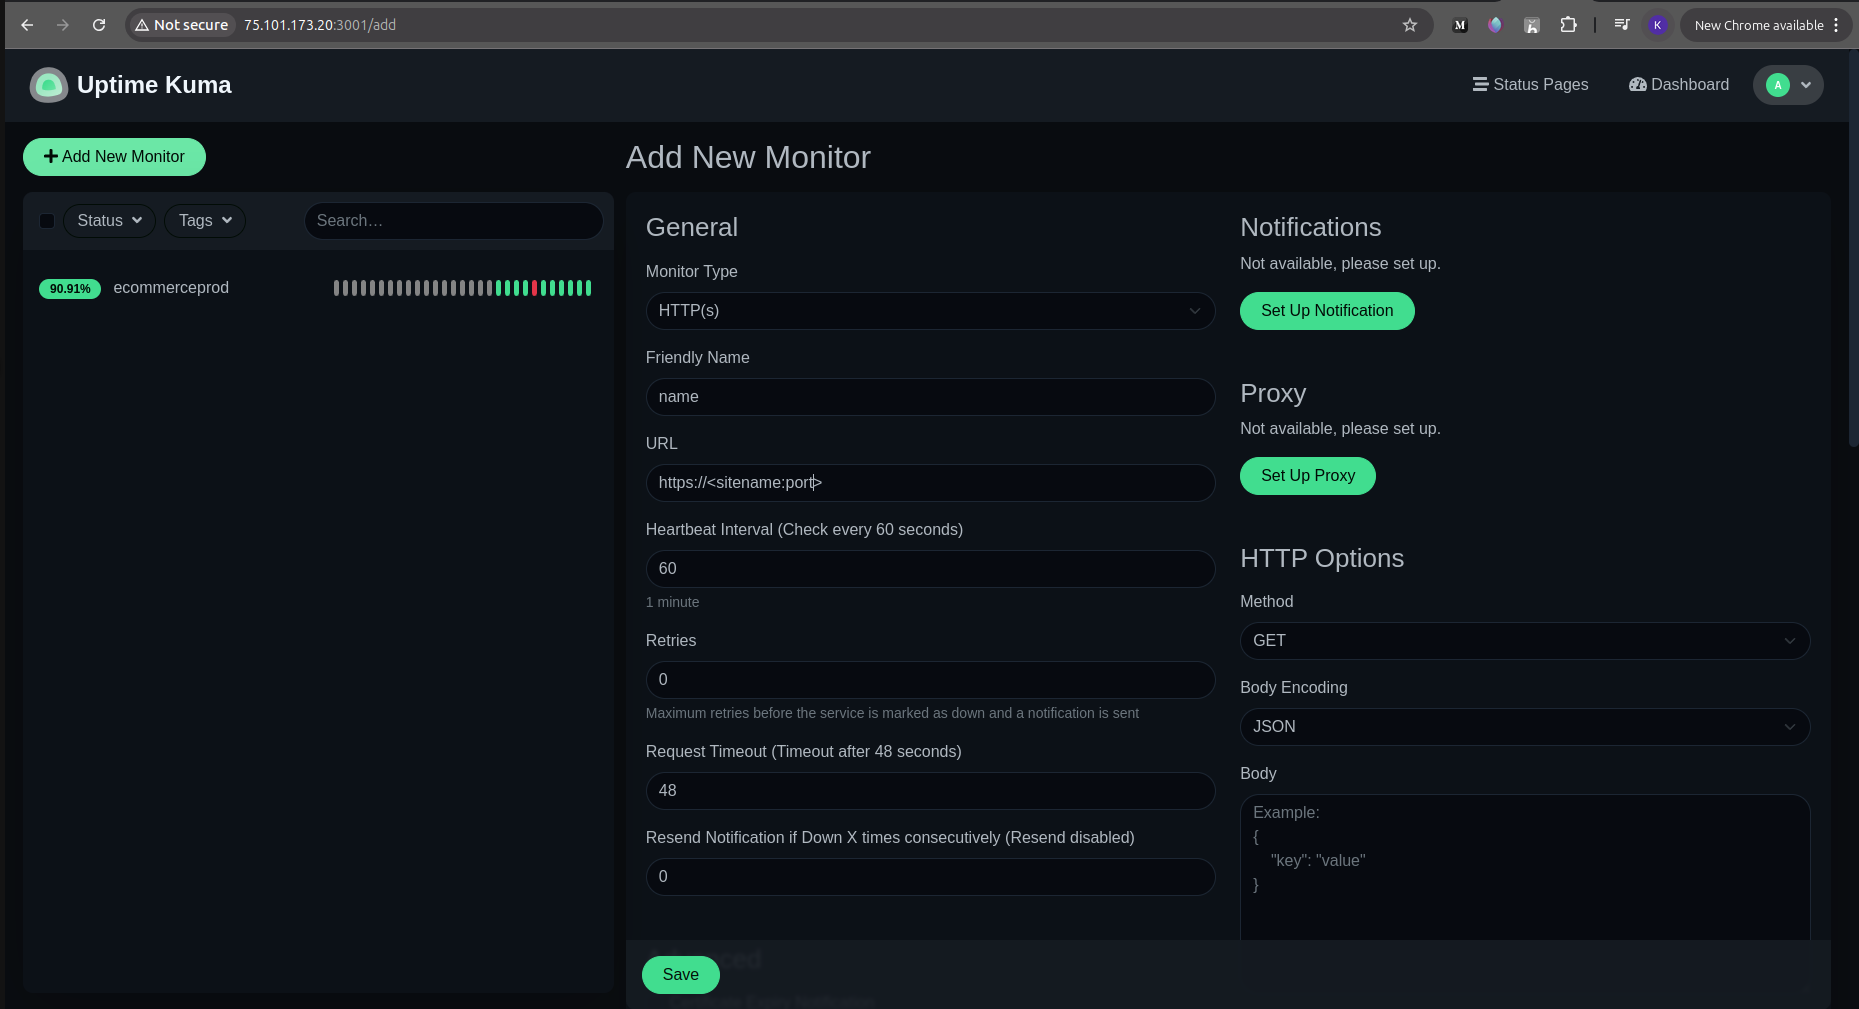 Not secure 75.101.173.20:3001/add
M
K
New Chrome available
Uptime Kuma
Status Pages
Dashboard
A
Add New Monitor
Status
Tags
Search…
90.91%
ecommerceprod
Add New Monitor
General
Monitor Type
HTTP(s)
Friendly Name
name
URL
https://<sitename:port>
Heartbeat Interval (Check every 60 seconds)
60
1 minute
Retries
0
Maximum retries before the service is marked as down and a notification is sent
Request Timeout (Timeout after 48 seconds)
48
Resend Notification if Down X times consecutively (Resend disabled)
0
Save
Notifications
Not available, please set up.
Set Up Notification
Proxy
Not available, please set up.
Set Up Proxy
HTTP Options
Method
GET
Body Encoding
JSON
Body
Example:
{
"key": "value"
}